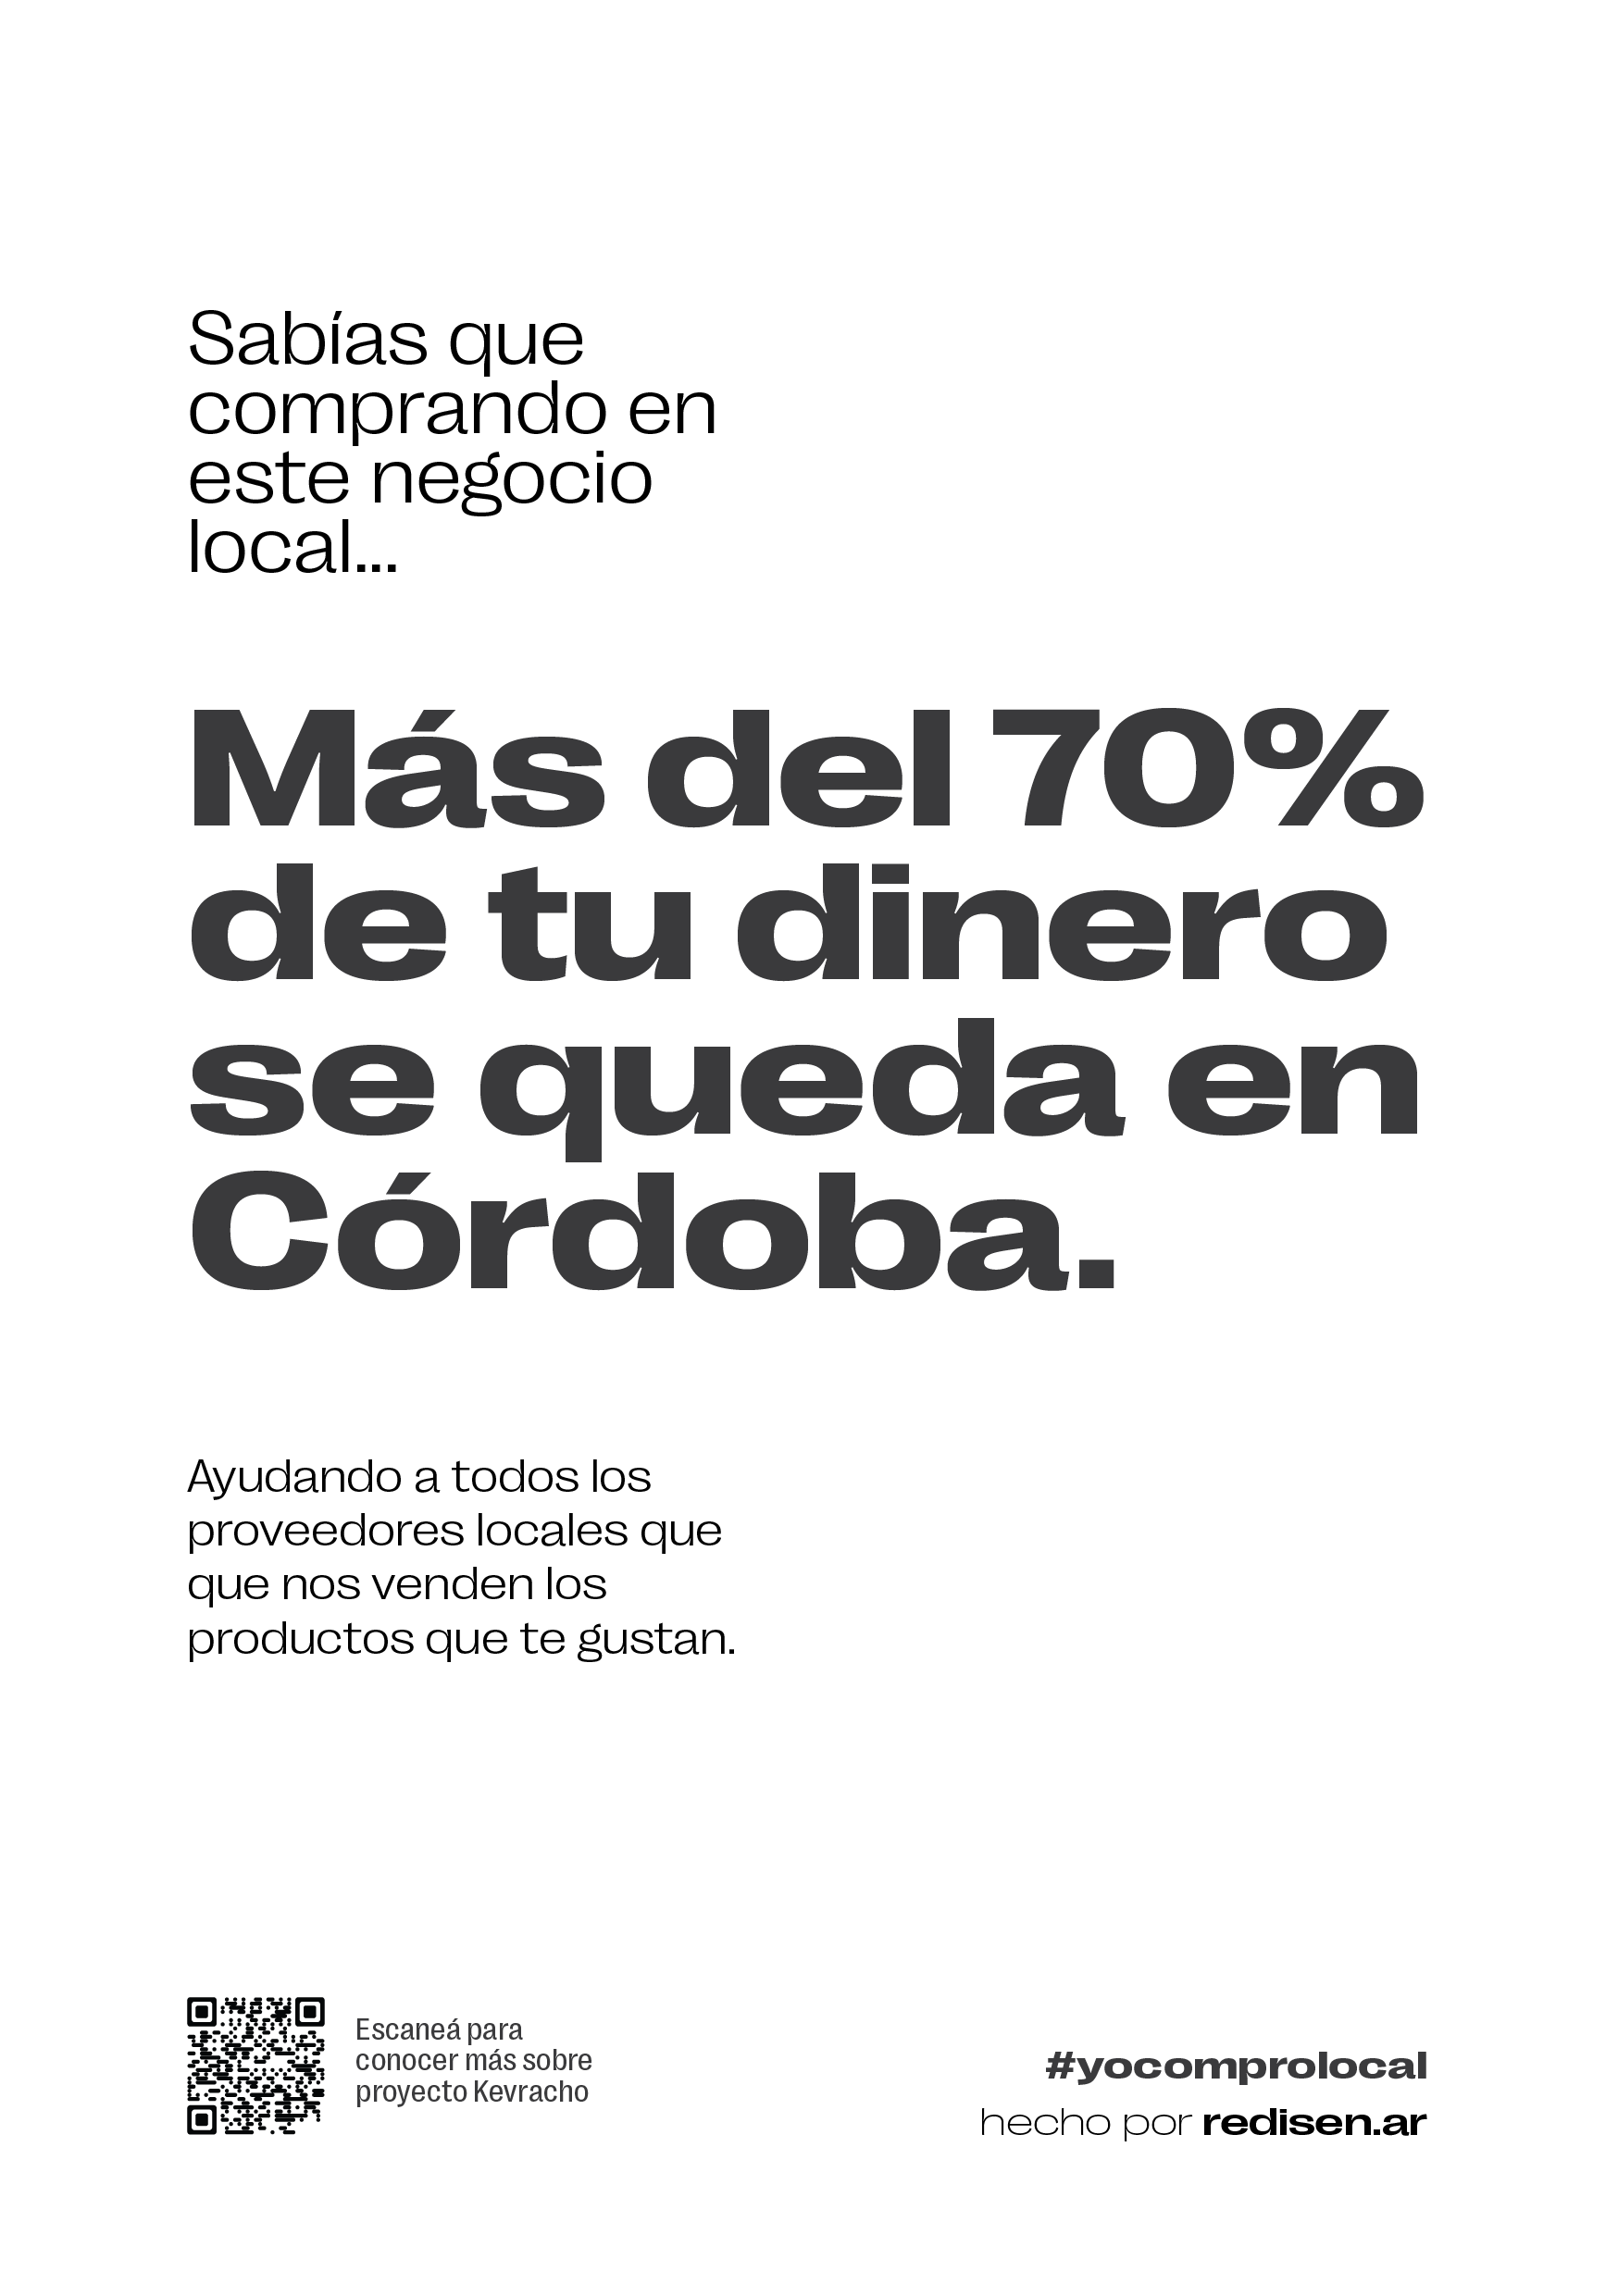 Sabías que
comprando en
este negocio
local...
Más del 70%
de tu dinero
se queda en
Córdoba.
Ayudando a todos los
proveedores locales que
que nos venden los
productos que te gustan.
Escaneá para
conocer más sobre
proyecto Kevracho
#yocomprolocal
hecho por redisen.ar